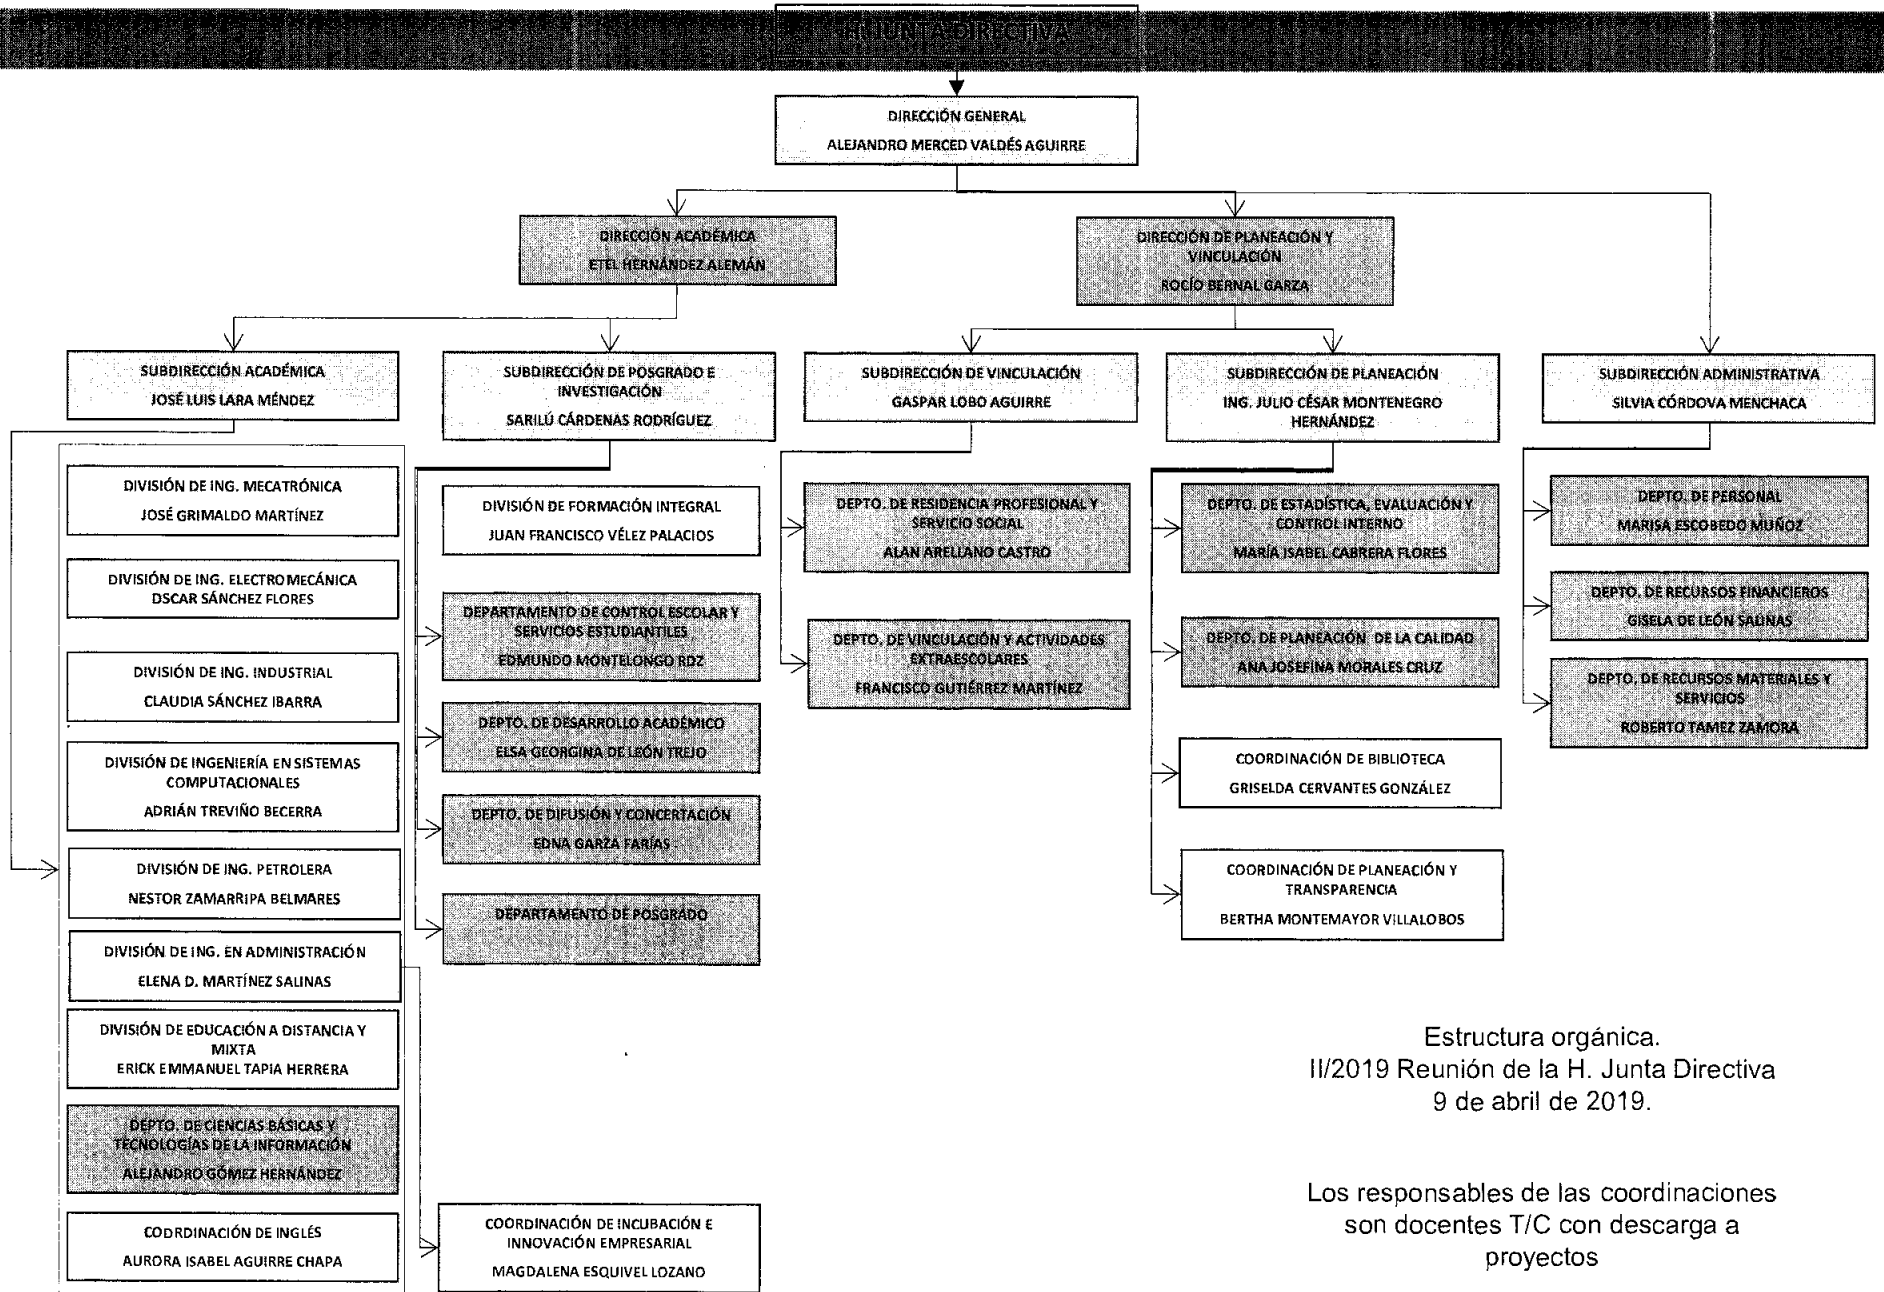 H. JUNTA DIRECTIVA
DIRECCIÓN GENERAL
ALEJANDRO MERCED VALDÉS AGUIRRE
DIRECCIÓN ACADÉMICA
ETEL HERNÁNDEZ ALEMÁN
DIRECCIÓN DE PLANEACIÓN Y
VINCULACIÓN
ROCÍO BERNAL GARZA
SUBDIRECCIÓN ACADÉMICA
JOSÉ LUIS LARA MÉNDEZ
SUBDIRECCIÓN DE POSGRADO E
INVESTIGACIÓN
SARILÚ CÁRDENAS RODRÍGUEZ
SUBDIRECCIÓN DE VINCULACIÓN
GASPAR LOBO AGUIRRE
SUBDIRECCIÓN DE PLANEACIÓN
ING. JULIO CÉSAR MONTENEGRO
HERNÁNDEZ
SUBDIRECCIÓN ADMINISTRATIVA
SILVIA CÓRDOVA MENCHACA
DIVISIÓN DE ING. MECATRÓNICA
JOSÉ GRIMALDO MARTÍNEZ
DIVISIÓN DE ING. ELECTROMECÁNICA
OSCAR SÁNCHEZ FLORES
DIVISIÓN DE ING. INDUSTRIAL
CLAUDIA SÁNCHEZ IBARRA
DIVISIÓN DE INGENIERÍA EN SISTEMAS
COMPUTACIONALES
ADRIÁN TREVIÑO BECERRA
DIVISIÓN DE ING. PETROLERA
NESTOR ZAMARRIPA BELMARES
DIVISIÓN DE ING. EN ADMINISTRACIÓN
ELENA D. MARTÍNEZ SALINAS
DIVISIÓN DE EDUCACIÓN A DISTANCIA Y
MIXTA
ERICK EMMANUEL TAPIA HERRERA
DEPTO. DE CIENCIAS BÁSICAS Y
TECNOLOGÍAS DE LA INFORMACIÓN
ALEJANDRO GÓMEZ HERNÁNDEZ
COORDINACIÓN DE INGLÉS
AURORA ISABEL AGUIRRE CHAPA
DIVISIÓN DE FORMACIÓN INTEGRAL
JUAN FRANCISCO VÉLEZ PALACIOS
DEPARTAMENTO DE CONTROL ESCOLAR Y
SERVICIOS ESTUDIANTILES
EDMUNDO MONTELONGO RDZ
DEPTO. DE DESARROLLO ACADÉMICO
ELSA GEORGINA DE LEÓN TREJO
DEPTO. DE DIFUSIÓN Y CONCERTACIÓN
EDNA GARZA FARÍAS
DEPARTAMENTO DE POSGRADO
COORDINACIÓN DE INCUBACIÓN E
INNOVACIÓN EMPRESARIAL
MAGDALENA ESQUIVEL LOZANO
DEPTO. DE RESIDENCIA PROFESIONAL Y
SERVICIO SOCIAL
ALAN ARELLANO CASTRO
DEPTO. DE VINCULACIÓN Y ACTIVIDADES
EXTRAESCOLARES
FRANCISCO GUTIÉRREZ MARTÍNEZ
DEPTO. DE ESTADÍSTICA, EVALUACIÓN Y
CONTROL INTERNO
MARÍA ISABEL CABRERA FLORES
DEPTO. DE PLANEACIÓN DE LA CALIDAD
ANA JOSEFINA MORALES CRUZ
COORDINACIÓN DE BIBLIOTECA
GRISELDA CERVANTES GONZÁLEZ
COORDINACIÓN DE PLANEACIÓN Y
TRANSPARENCIA
BERTHA MONTEMAYOR VILLALOBOS
DEPTO. DE PERSONAL
MARISA ESCOBEDO MUÑOZ
DEPTO. DE RECURSOS FINANCIEROS
GISELA DE LEÓN SALINAS
DEPTO. DE RECURSOS MATERIALES Y
SERVICIOS
ROBERTO TAMEZ ZAMORA
Estructura orgánica.
II/2019 Reunión de la H. Junta Directiva
9 de abril de 2019.
Los responsables de las coordinaciones
son docentes T/C con descarga a
proyectos